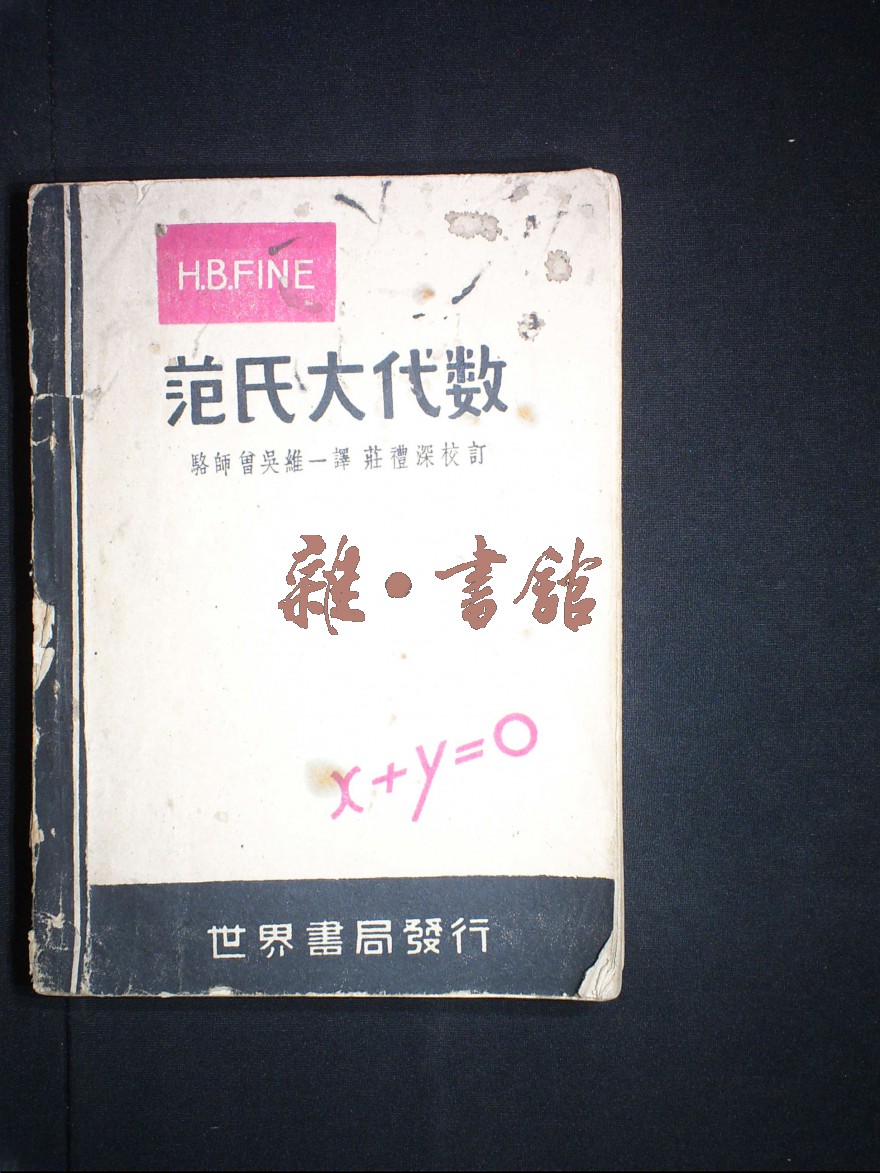 H.B.FINE
范氏大代数
駱師曾吳維一譯 莊禮深校訂
雜•書館
x+y=0
世界書局發行